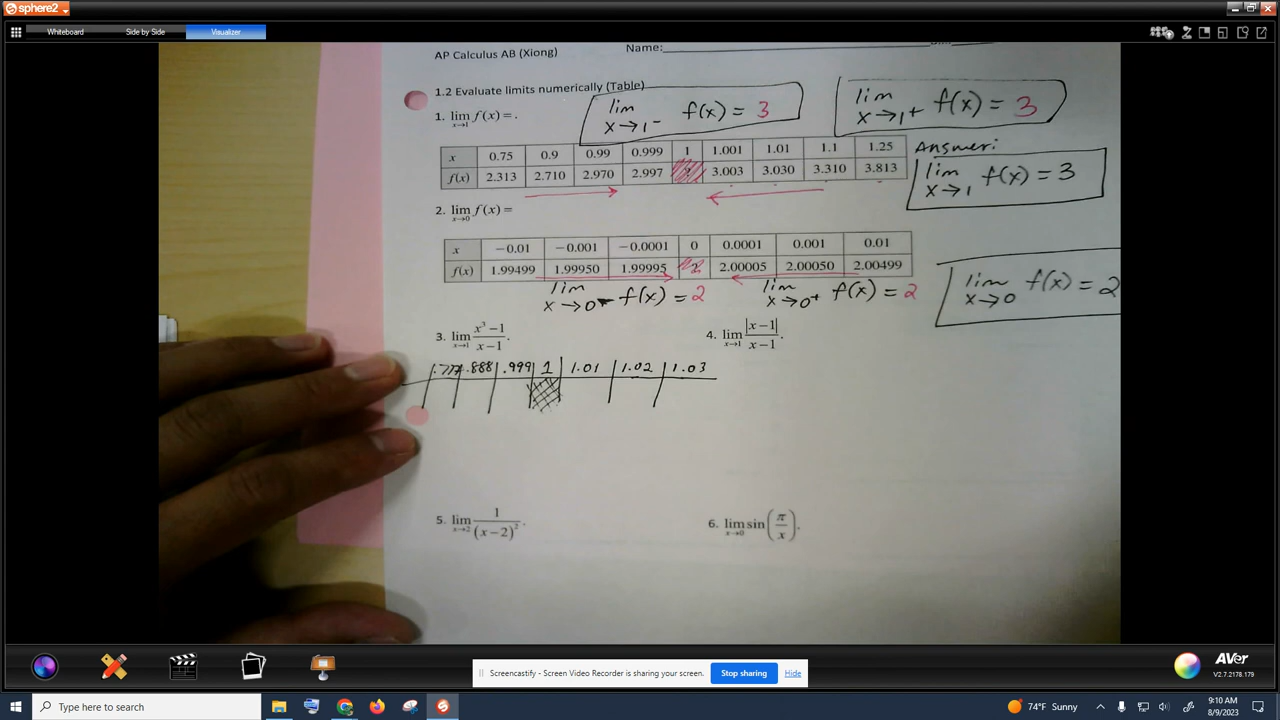 sphere2
Whiteboard Side by Side Visualizer
AP Calculus AB (Xiong) Name:
1.2 Evaluate limits numerically (Table)
lim x→1⁻ f(x) = 3
lim x→1⁺ f(x) = 3
1. lim x→1 f(x) = .
x 0.75 0.9 0.99 0.999 1 1.001 1.01 1.1 1.25
f(x) 2.313 2.710 2.970 2.997 ? 3.003 3.030 3.310 3.813
Answer:
lim x→1 f(x) = 3
2. lim x→0 f(x) =
x −0.01 −0.001 −0.0001 0 0.0001 0.001 0.01
f(x) 1.99499 1.99950 1.99995 ? 2.00005 2.00050 2.00499
lim x→0⁻ f(x) = 2 lim x→0⁺ f(x) = 2
lim x→0 f(x) = 2
3. lim x→1 (x³−1)/(x−1).
4. lim x→1 |x−1|/(x−1).
.777 .888 .999 1 1.01 1.02 1.03
5. lim x→2 1/(x−2)².
6. lim x→0 sin(π/x).
Screencastify - Screen Video Recorder is sharing your screen. Stop sharing Hide
AVer
V2.7.2178.179
Type here to search
74°F Sunny
9:10 AM
8/9/2023